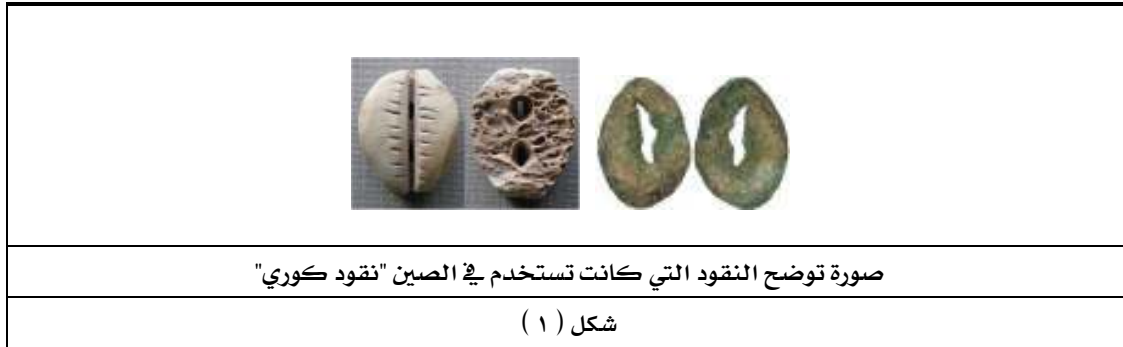 صورة توضح النقود التي كانت تستخدم في الصين "نقود كوري"
شكل ( ١ )